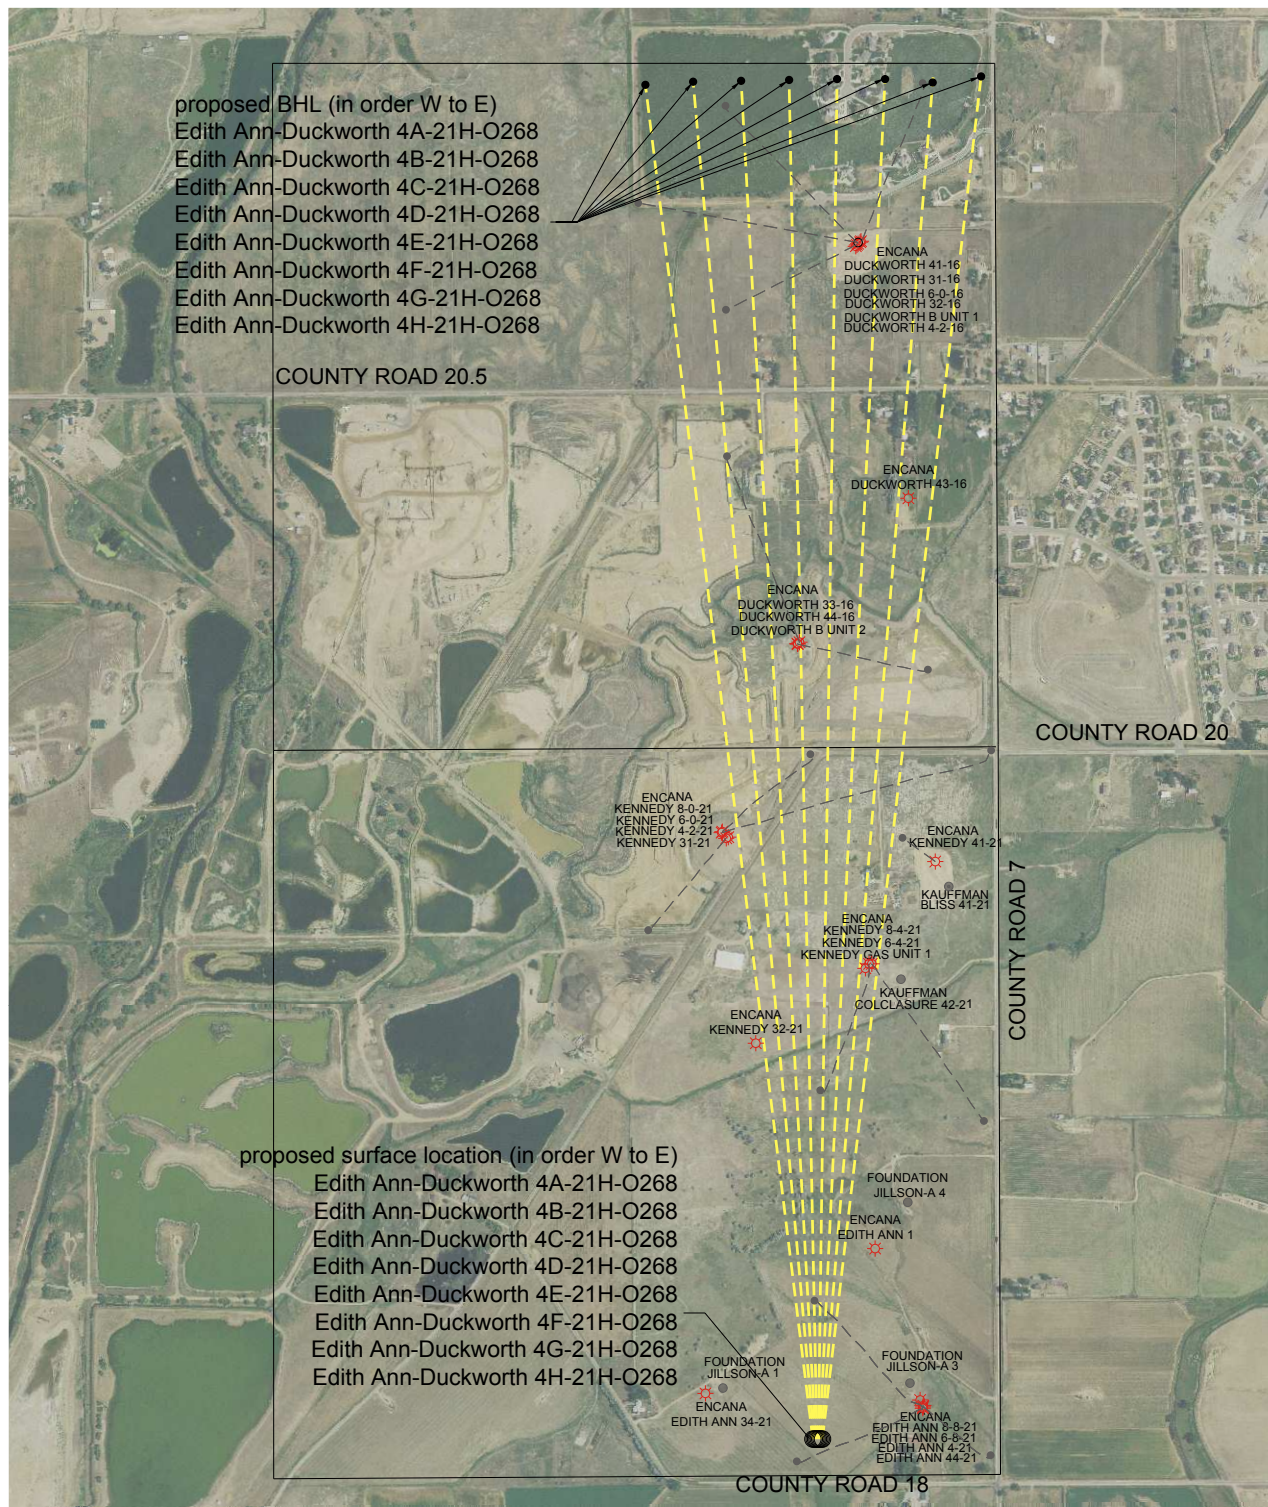 proposed BHL (in order W to E)
Edith Ann-Duckworth 4A-21H-O268
Edith Ann-Duckworth 4B-21H-O268
Edith Ann-Duckworth 4C-21H-O268
Edith Ann-Duckworth 4D-21H-O268
Edith Ann-Duckworth 4E-21H-O268
Edith Ann-Duckworth 4F-21H-O268
Edith Ann-Duckworth 4G-21H-O268
Edith Ann-Duckworth 4H-21H-O268
ENCANA
DUCKWORTH 41-16
DUCKWORTH 31-16
DUCKWORTH 6-0-16
DUCKWORTH 32-16
DUCKWORTH B UNIT 1
DUCKWORTH 4-2-16
COUNTY ROAD 20.5
ENCANA
DUCKWORTH 43-16
ENCANA
DUCKWORTH 33-16
DUCKWORTH 44-16
DUCKWORTH B UNIT 2
COUNTY ROAD 20
ENCANA
KENNEDY 8-0-21
KENNEDY 6-0-21
KENNEDY 4-2-21
KENNEDY 31-21
ENCANA
KENNEDY 41-21
KAUFFMAN
BLISS 41-21
COUNTY ROAD 7
ENCANA
KENNEDY 8-4-21
KENNEDY 6-4-21
KENNEDY GAS UNIT 1
KAUFFMAN
COLCLASURE 42-21
ENCANA
KENNEDY 32-21
proposed surface location (in order W to E)
Edith Ann-Duckworth 4A-21H-O268
Edith Ann-Duckworth 4B-21H-O268
Edith Ann-Duckworth 4C-21H-O268
Edith Ann-Duckworth 4D-21H-O268
Edith Ann-Duckworth 4E-21H-O268
Edith Ann-Duckworth 4F-21H-O268
Edith Ann-Duckworth 4G-21H-O268
Edith Ann-Duckworth 4H-21H-O268
FOUNDATION
JILLSON-A 4
ENCANA
EDITH ANN 1
FOUNDATION
JILLSON-A 1
ENCANA
EDITH ANN 34-21
FOUNDATION
JILLSON-A 3
ENCANA
EDITH ANN 8-8-21
EDITH ANN 6-8-21
EDITH ANN 4-21
EDITH ANN 44-21
COUNTY ROAD 18